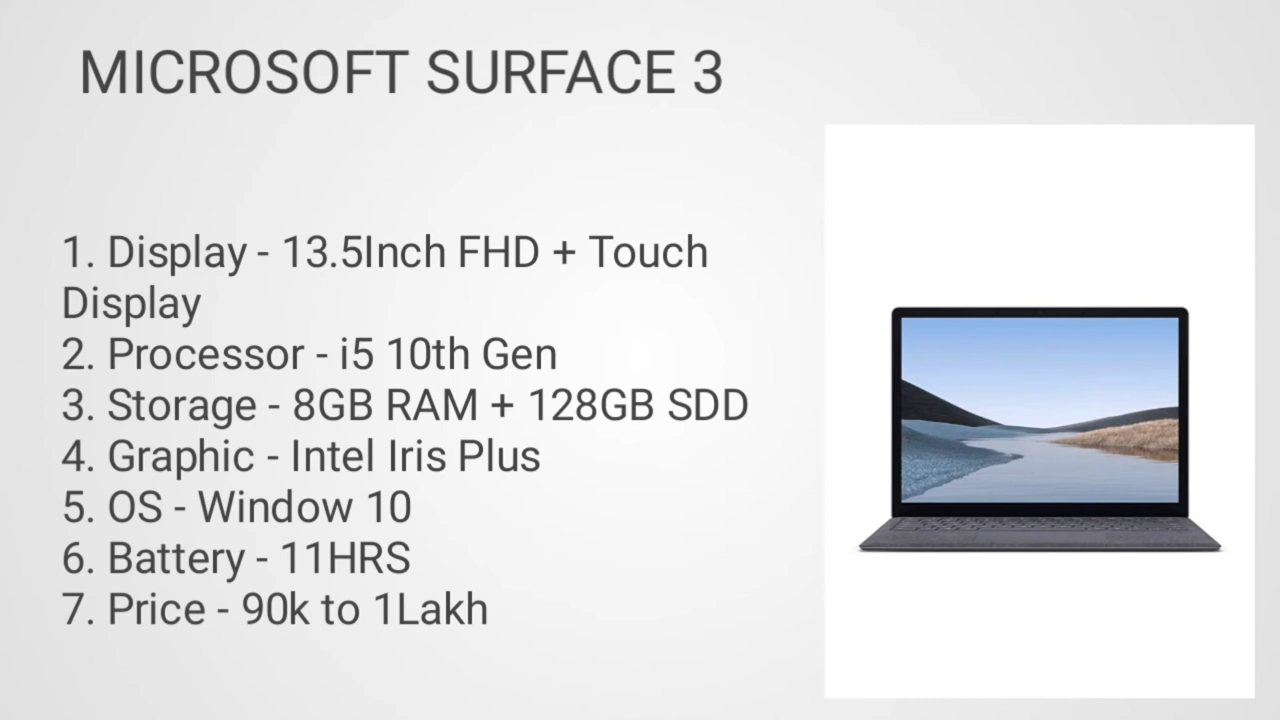 MICROSOFT SURFACE 3
1. Display - 13.5Inch FHD + Touch
Display
2. Processor - i5 10th Gen
3. Storage - 8GB RAM + 128GB SDD
4. Graphic - Intel Iris Plus
5. OS - Window 10
6. Battery - 11HRS
7. Price - 90k to 1Lakh